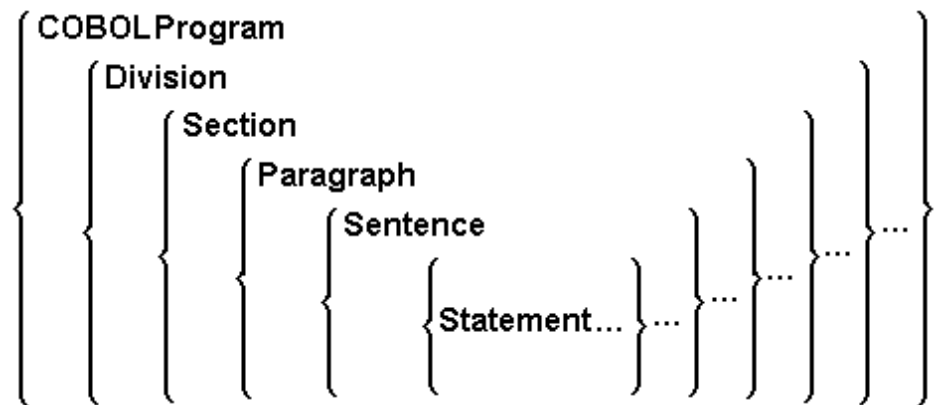 COBOLProgram
Division
Section
Paragraph
Sentence
Statement... ... ... ... ... ...